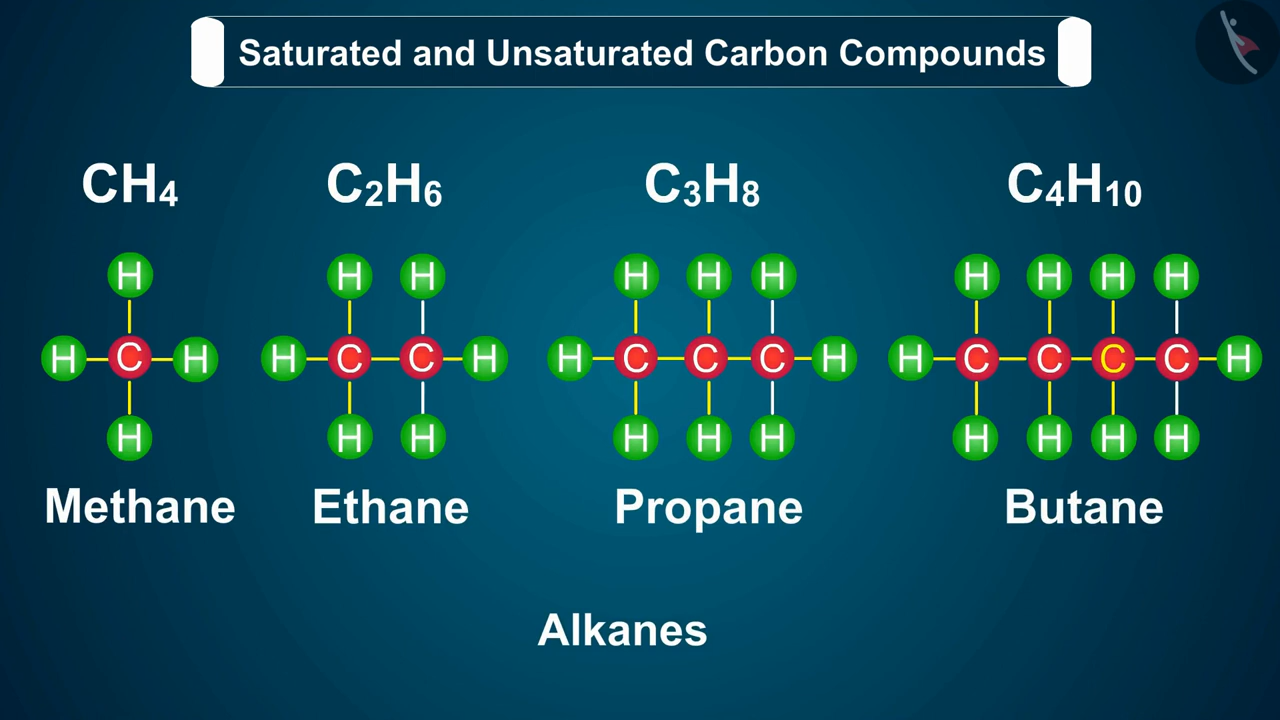 Saturated and Unsaturated Carbon Compounds
CH4 C2H6 C3H8 C4H10
H H H H H H H H H H
H C H H C C H H C C C H H C C C C H
H H H H H H H H H H
Methane Ethane Propane Butane
Alkanes